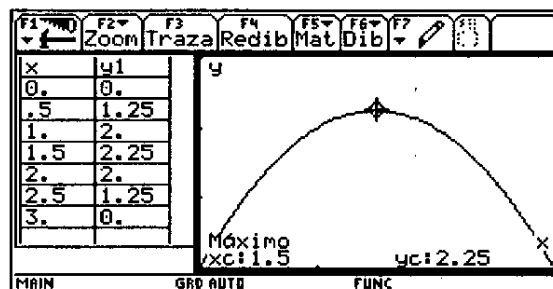 F1 F2 F3 F4 F5 F6 F7
Zoom Traza Redib Mat Dib
x y1
0. 0.
.5 1.25
1. 2.
1.5 2.25
2. 2.
2.5 1.25
3. 0.
y
Máximo
x
xc:1.5 yc:2.25
MAIN GRD AUTO FUNC